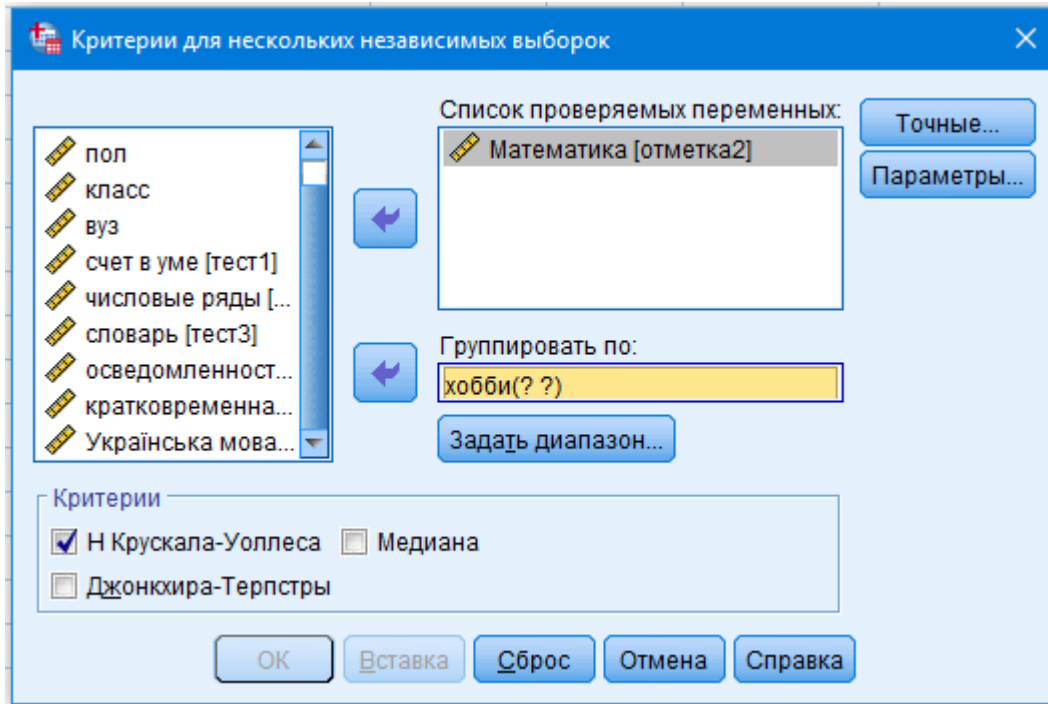 Критерии для нескольких независимых выборок
Список проверяемых переменных:
пол
класс
вуз
счет в уме [тест1]
числовые ряды [...
словарь [тест3]
осведомленност...
кратковременна...
Українська мова...
Математика [отметка2]
Точные...
Параметры...
Группировать по:
хобби(? ?)
Задать диапазон...
Критерии
Н Крускала-Уоллеса
Медиана
Джонкхира-Терпстры
ОК
Вставка
Сброс
Отмена
Справка